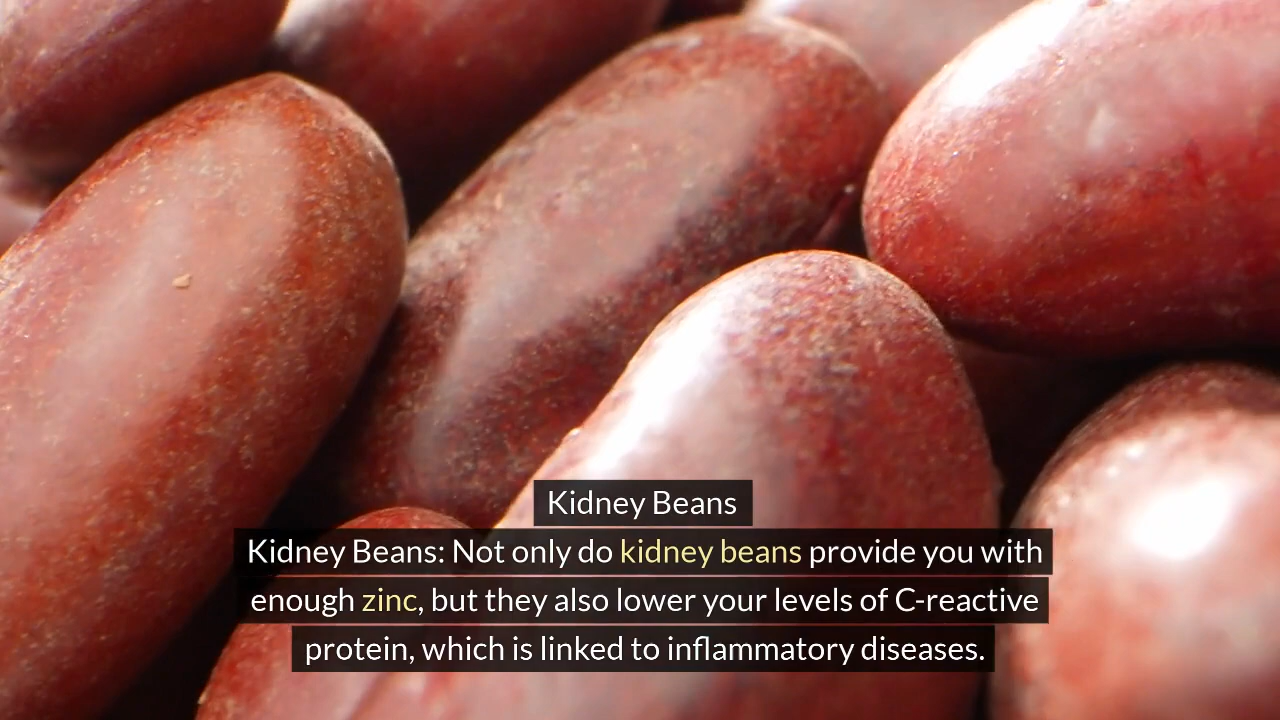 Kidney Beans
Kidney Beans: Not only do kidney beans provide you with
enough zinc, but they also lower your levels of C-reactive
protein, which is linked to inflammatory diseases.